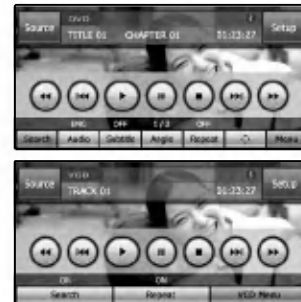 DVD
Source Setup
TITLE 01 CHAPTER 01 01:23:27
ENG OFF 1/2 OFF
Search Audio Subtitle Angle Repeat Menu
VCD
Source Setup
TRACK 01 01:23:27
ON
Search Repeat VCD Menu